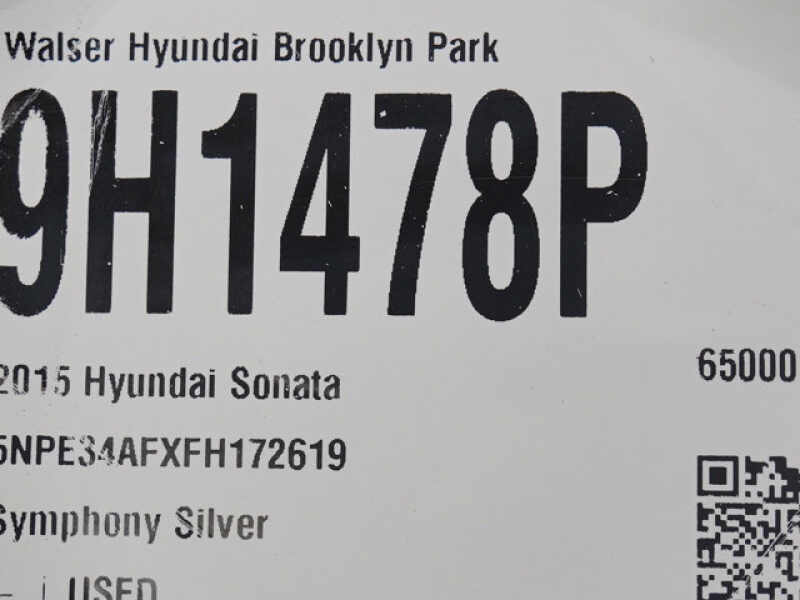 Walser Hyundai Brooklyn Park
9H1478P
2015 Hyundai Sonata
65000
5NPE34AFXFH172619
Symphony Silver
USED